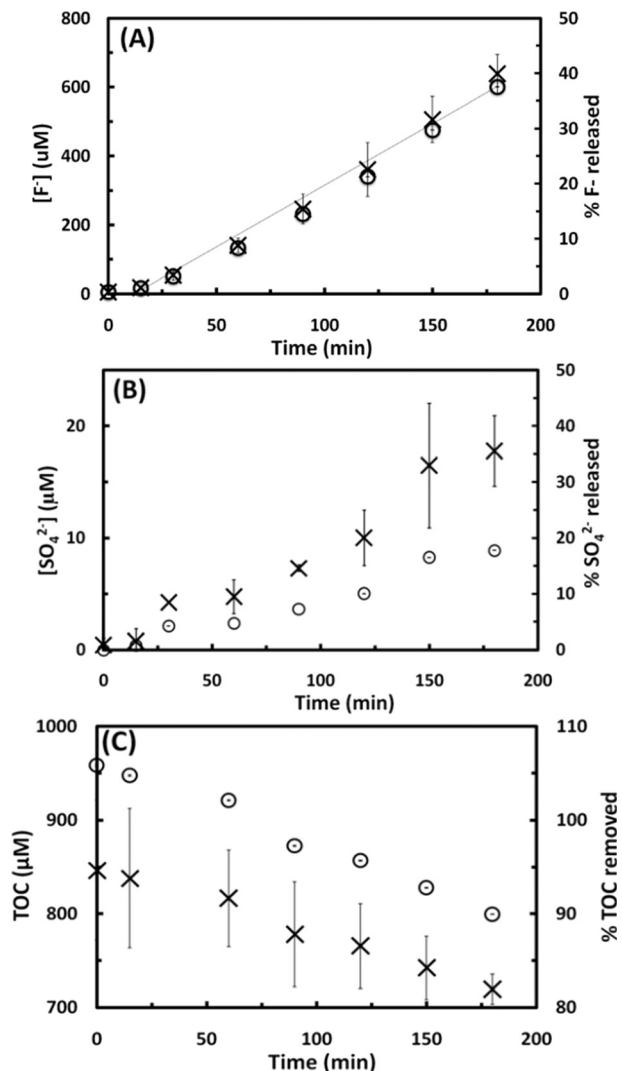 (A)
800
600
400
200
0
[F-] (uM)
50
40
30
20
10
0
% F- released
0 50 100 150 200
Time (min)
(B)
20
10
0
[SO₄²⁻] (μM)
50
40
30
20
10
0
% SO₄²⁻ released
0 50 100 150 200
Time (min)
(C)
1000
900
800
700
TOC
(μM)
110
100
90
80
% TOC removed
0 50 100 150 200
Time (min)